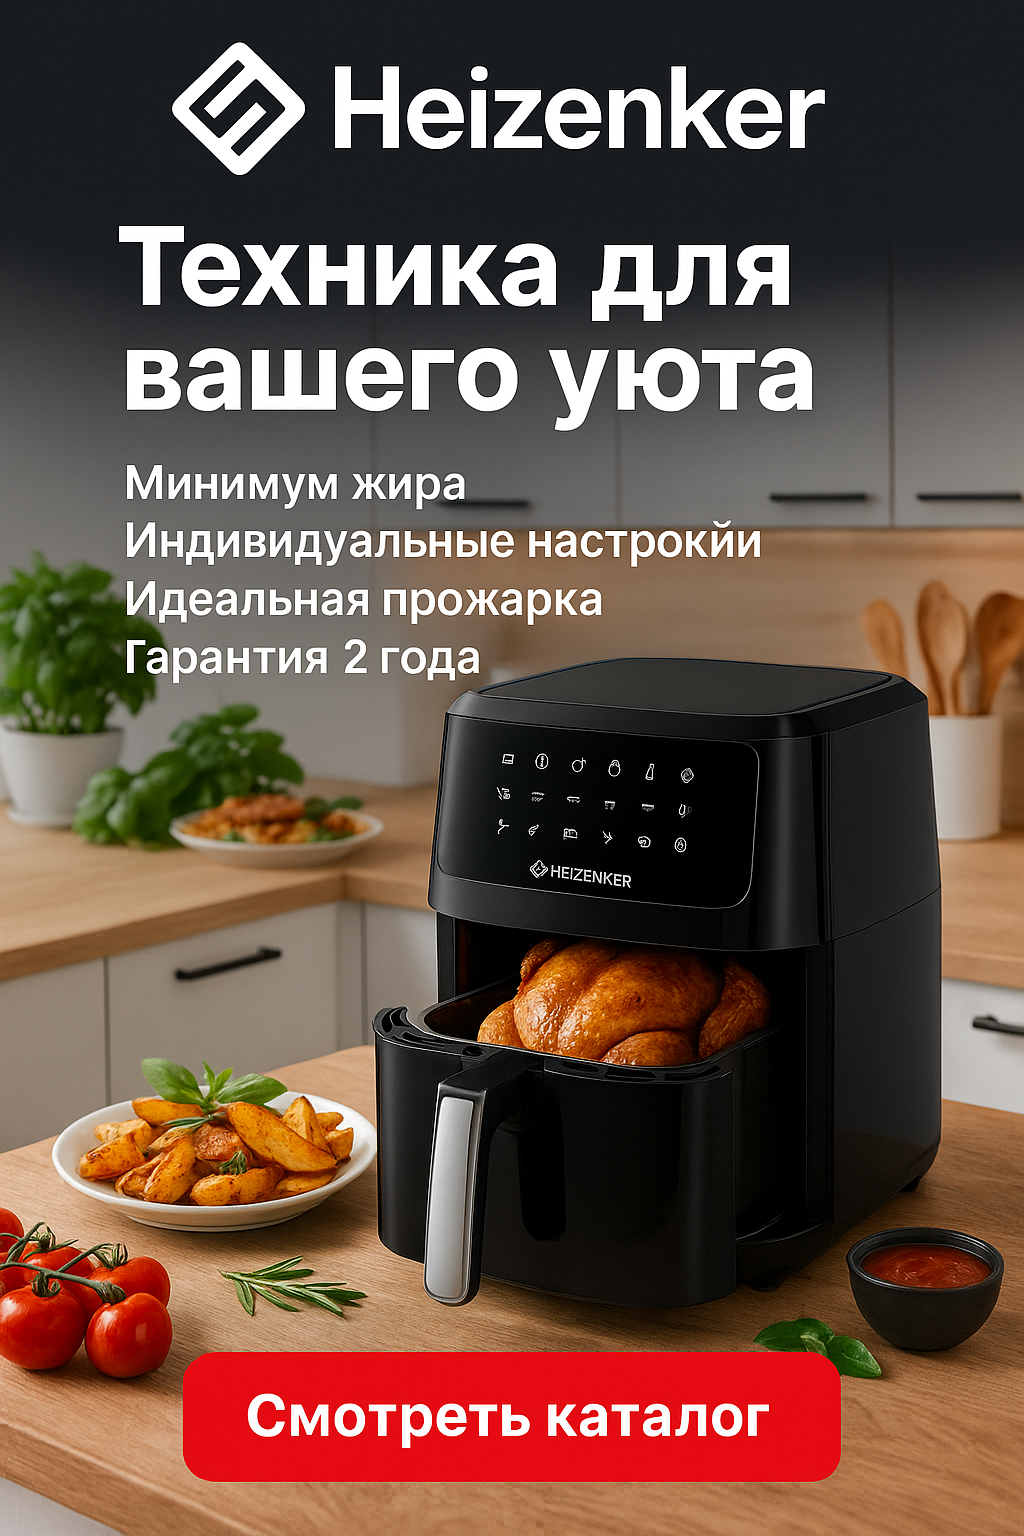 Heizenker
Техника для
вашего уюта
Минимум жира
Индивидуальные настрокйи
Идеальная прожарка
Гарантия 2 года
HEIZENKER
Смотреть каталог